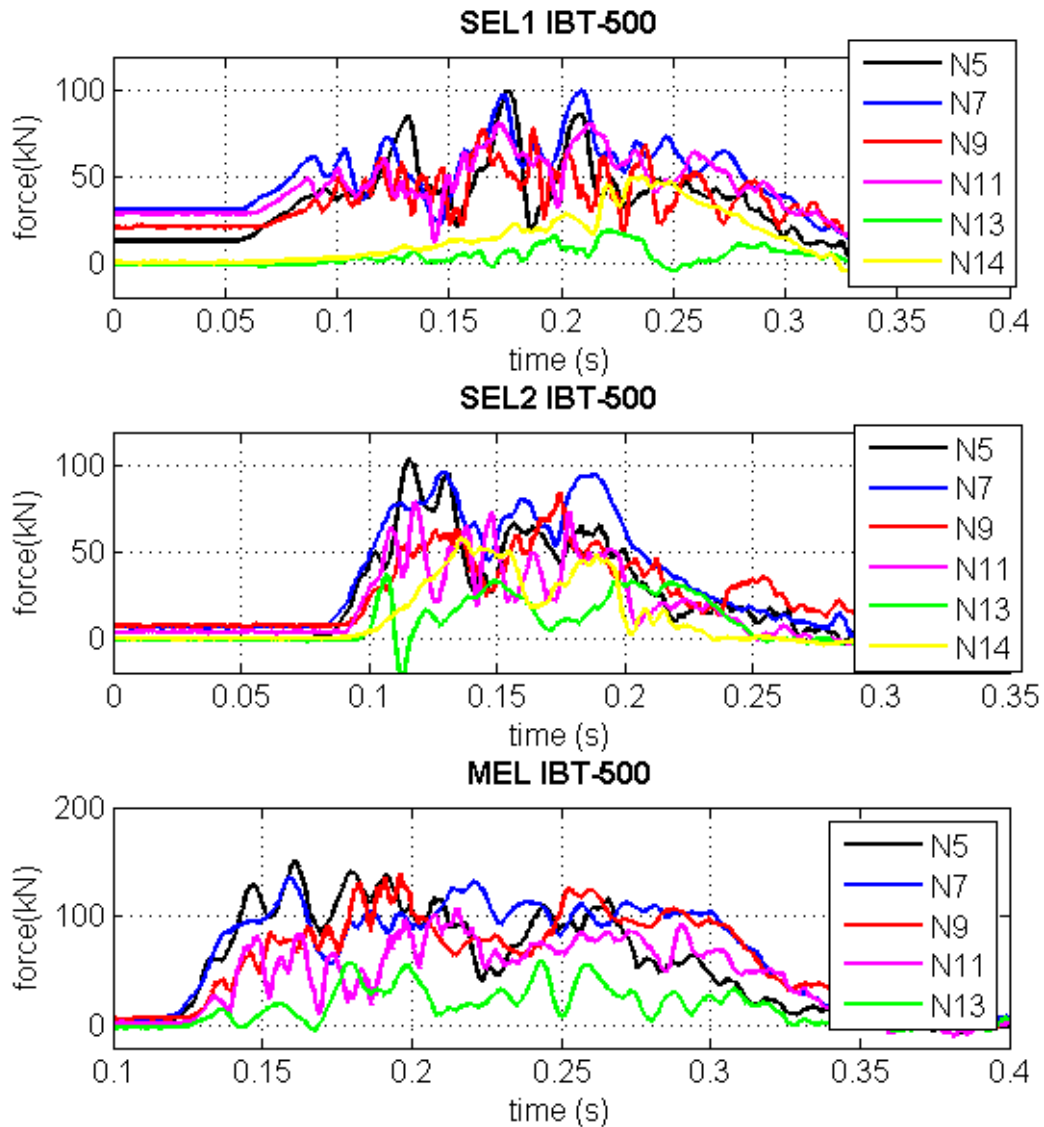 SEL1 IBT-500
100
50
0
force(kN)
0 0.05 0.1 0.15 0.2 0.25 0.3 0.35 0.4
time (s)
N5
N7
N9
N11
N13
N14
SEL2 IBT-500
100
50
0
force(kN)
0 0.05 0.1 0.15 0.2 0.25 0.3 0.35
time (s)
N5
N7
N9
N11
N13
N14
MEL IBT-500
200
100
0
force(kN)
0.1 0.15 0.2 0.25 0.3 0.35 0.4
time (s)
N5
N7
N9
N11
N13